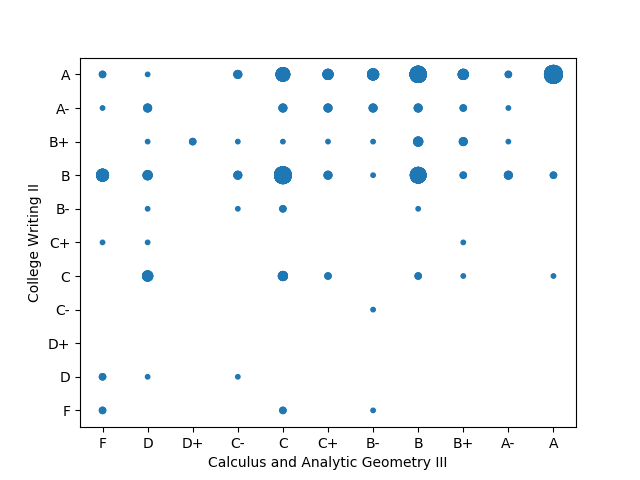 A
A-
B+
B
B-
C+
C
C-
D+
D
F
College Writing II
F D D+ C- C C+ B- B B+ A- A
Calculus and Analytic Geometry III